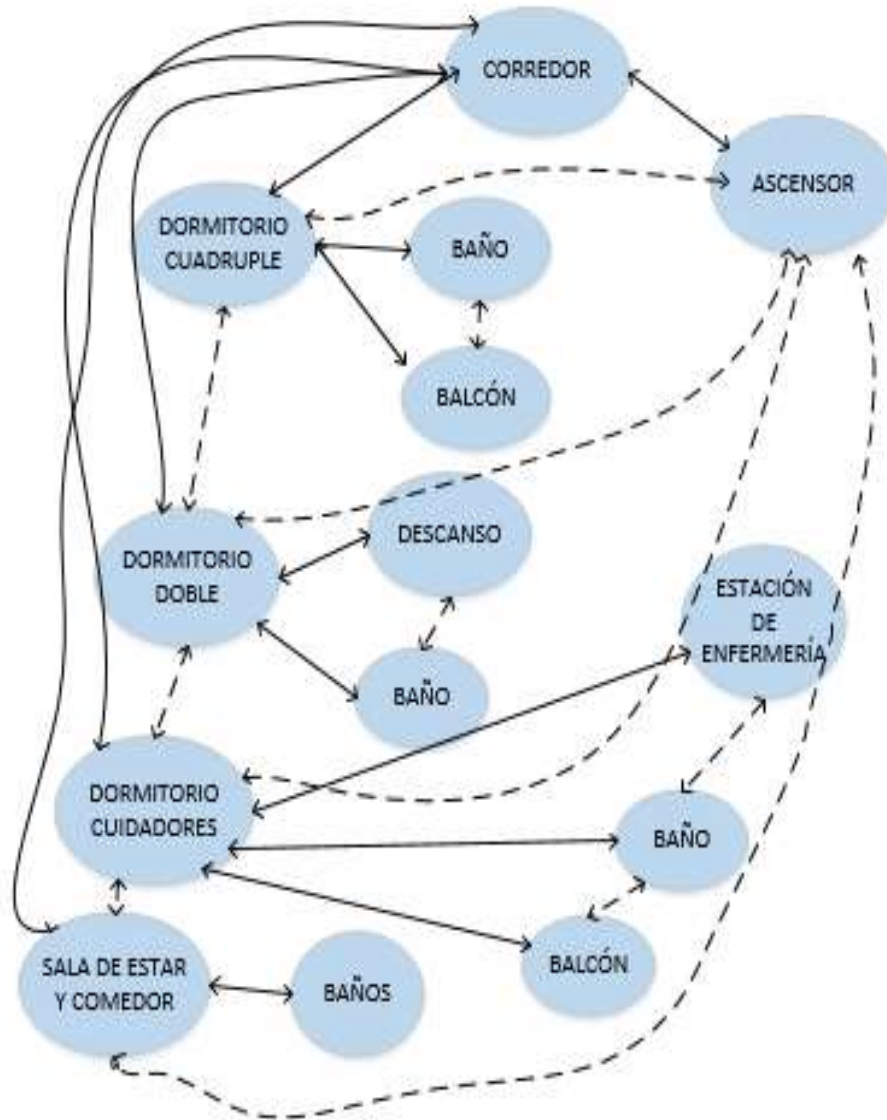 CORREDOR
ASCENSOR
DORMITORIO
CUADRUPLE
BAÑO
BALCÓN
DESCANSO
DORMITORIO
DOBLE
ESTACIÓN
DE
ENFERMERÍA
BAÑO
DORMITORIO
CUIDADORES
BAÑO
BALCÓN
SALA DE ESTAR
Y COMEDOR
BAÑOS